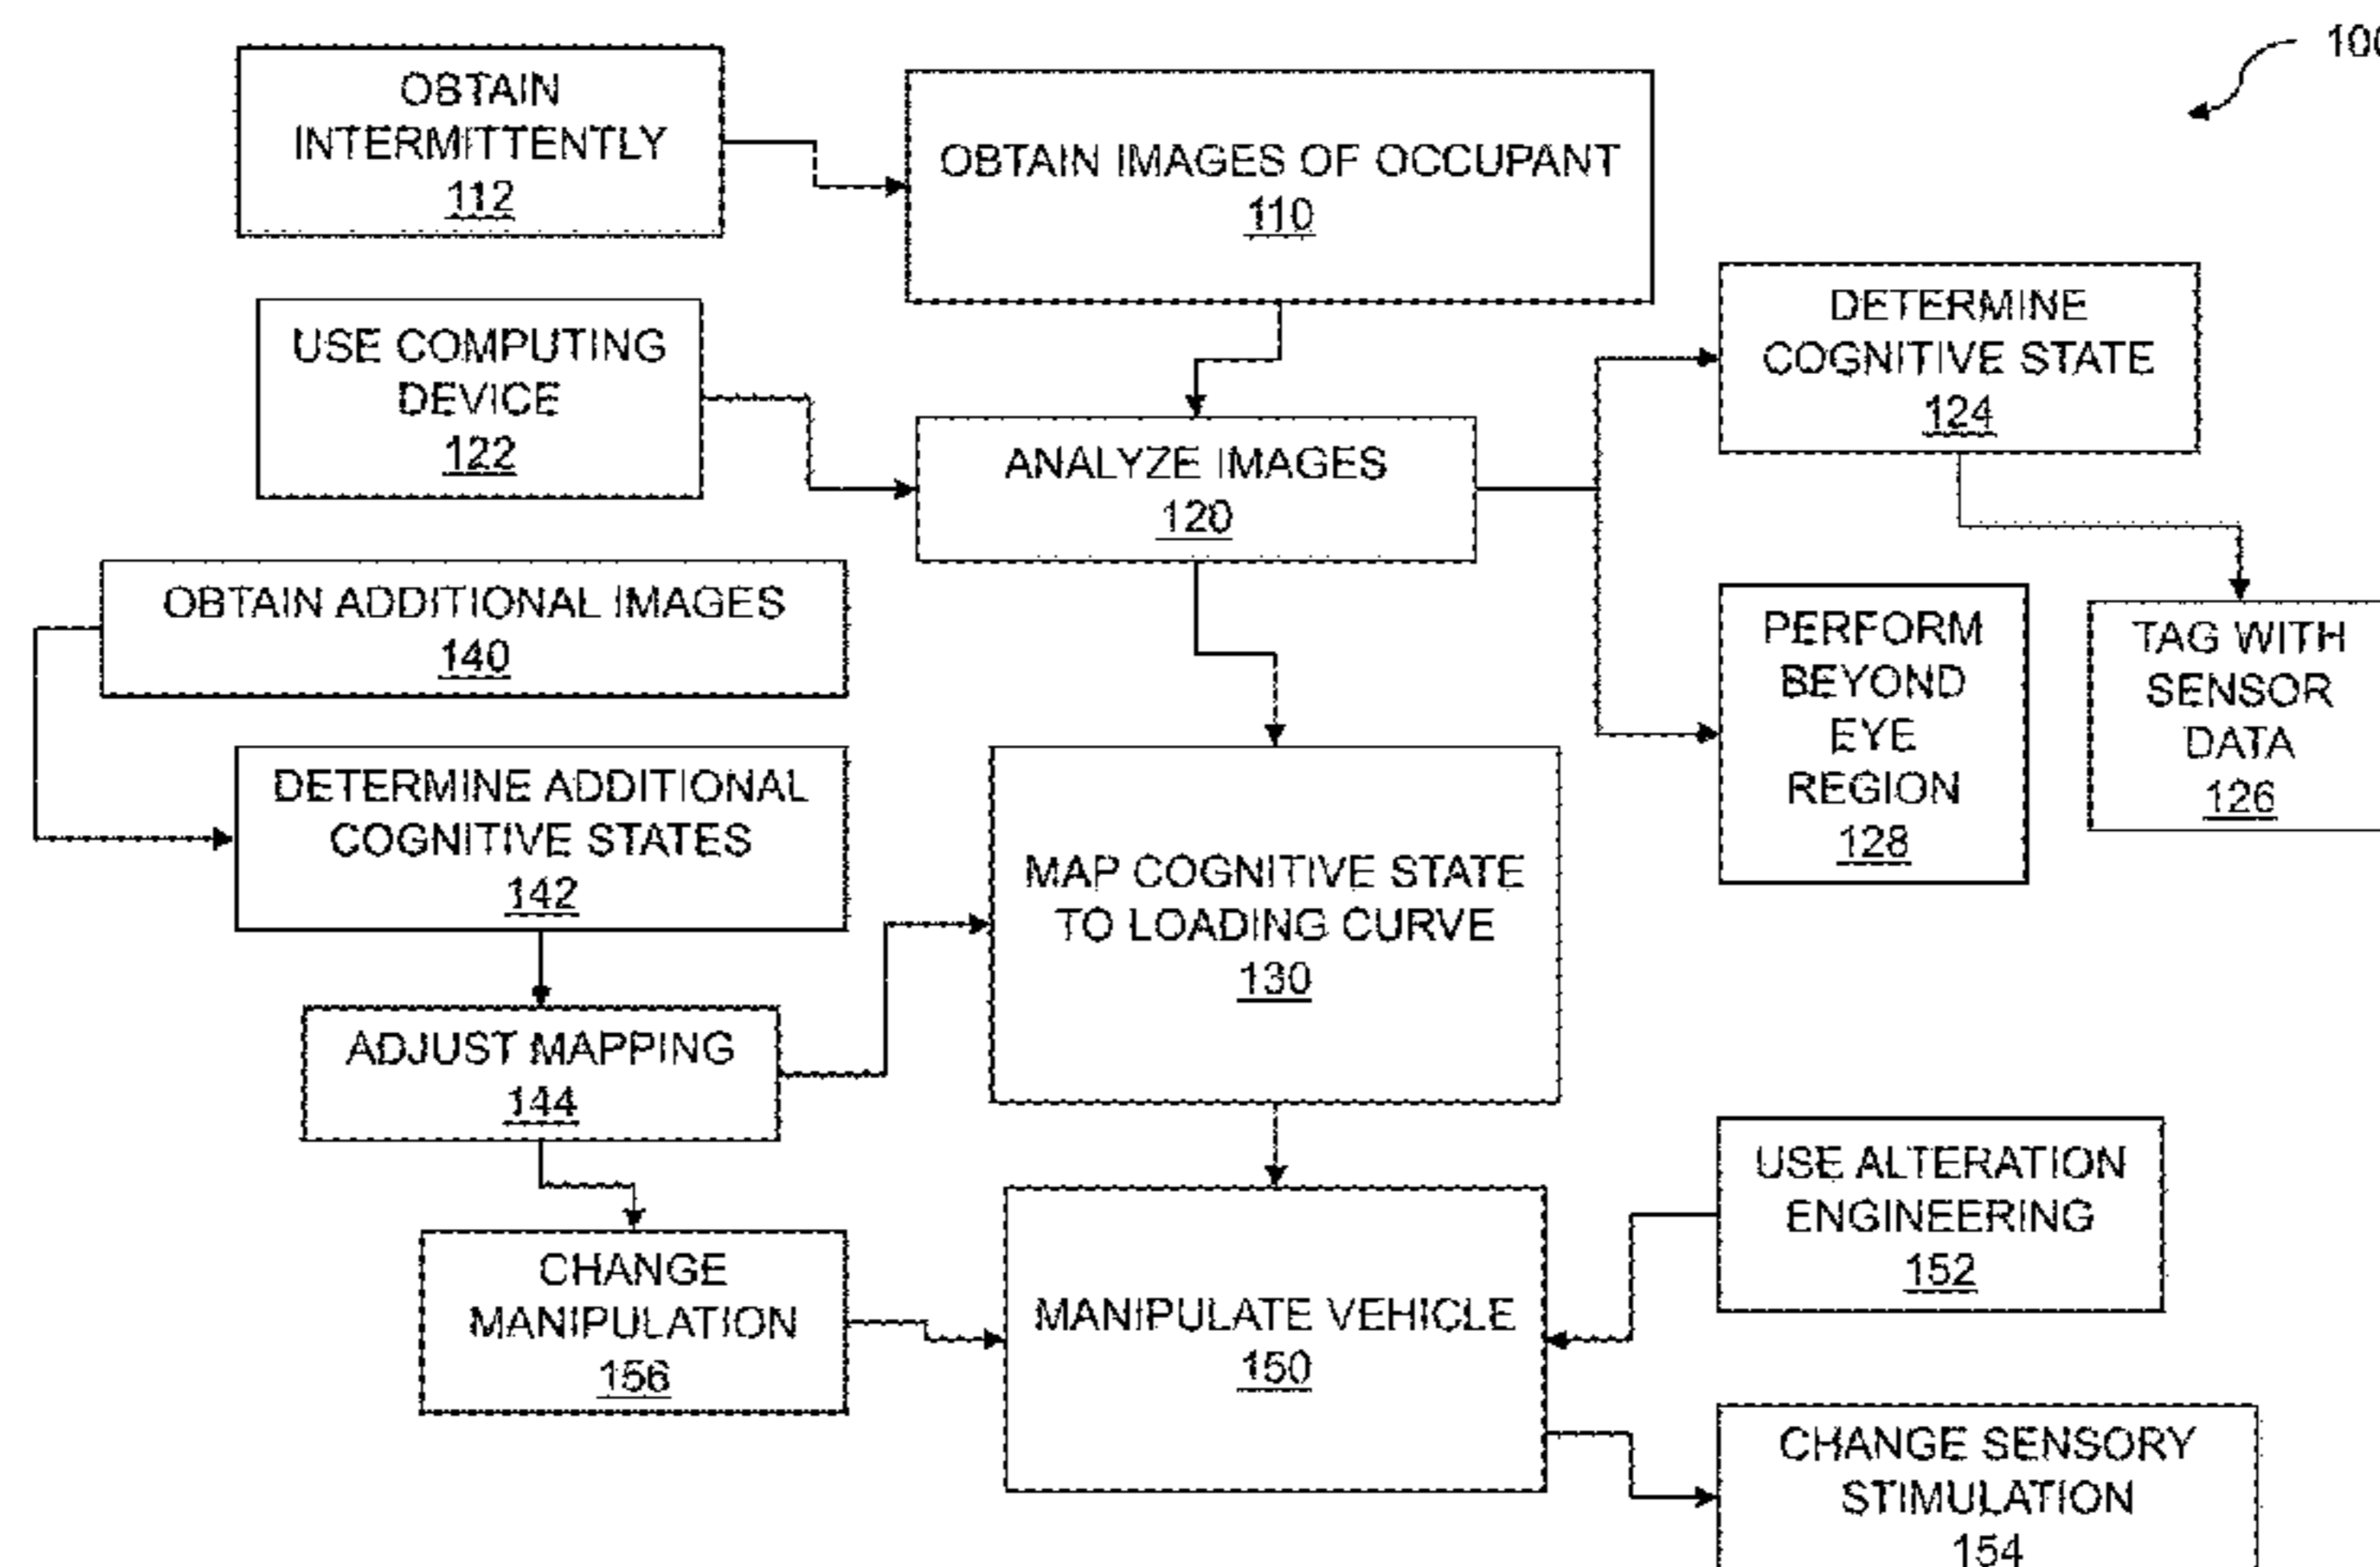 100
OBTAIN
INTERMITTENTLY
112
OBTAIN IMAGES OF OCCUPANT
110
USE COMPUTING
DEVICE
122
DETERMINE
COGNITIVE STATE
124
ANALYZE IMAGES
120
OBTAIN ADDITIONAL IMAGES
140
PERFORM
BEYOND
EYE
REGION
128
TAG WITH
SENSOR
DATA
126
DETERMINE ADDITIONAL
COGNITIVE STATES
142
MAP COGNITIVE STATE
TO LOADING CURVE
130
ADJUST MAPPING
144
USE ALTERATION
ENGINEERING
152
CHANGE
MANIPULATION
156
MANIPULATE VEHICLE
150
CHANGE SENSORY
STIMULATION
154